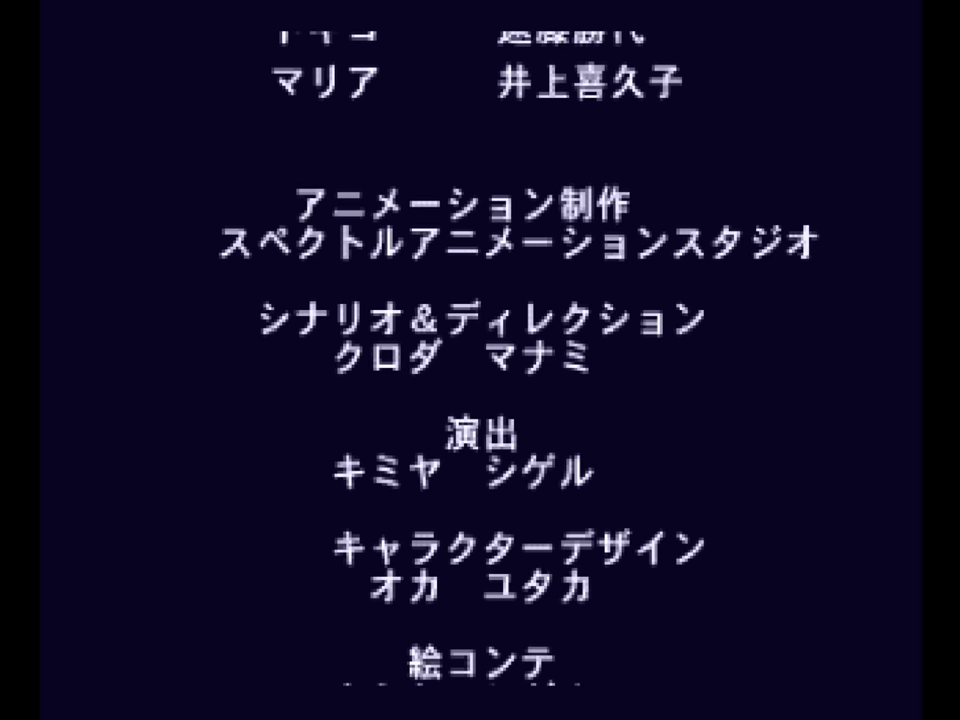 マリア　井上喜久子
アニメーション制作
スペクトルアニメーションスタジオ
シナリオ＆ディレクション
クロダ　マナミ
演出
キミヤ　シゲル
キャラクターデザイン
オカ　ユタカ
絵コンテ